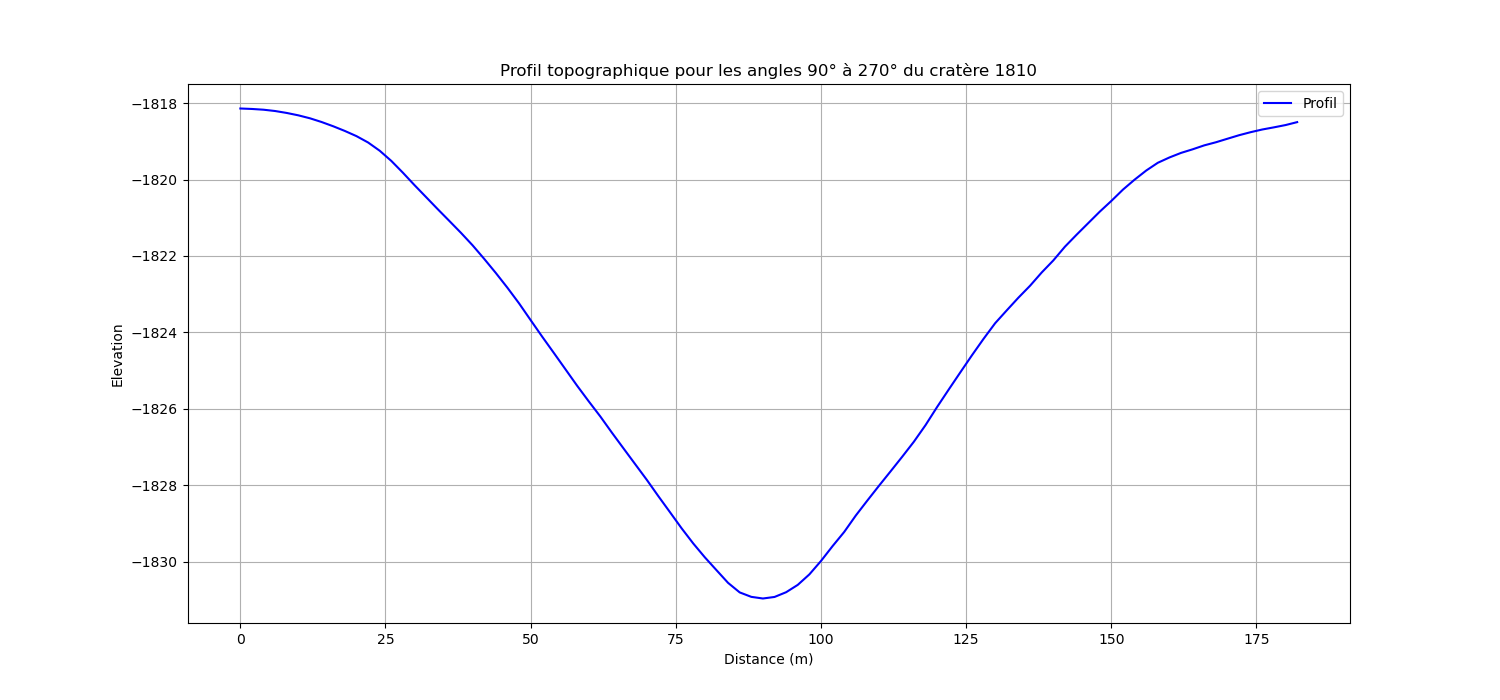 Profil topographique pour les angles 90° à 270° du cratère 1810
Profil
−1818
−1820
−1822
−1824
−1826
−1828
−1830
Elevation
0 25 50 75 100 125 150 175
Distance (m)